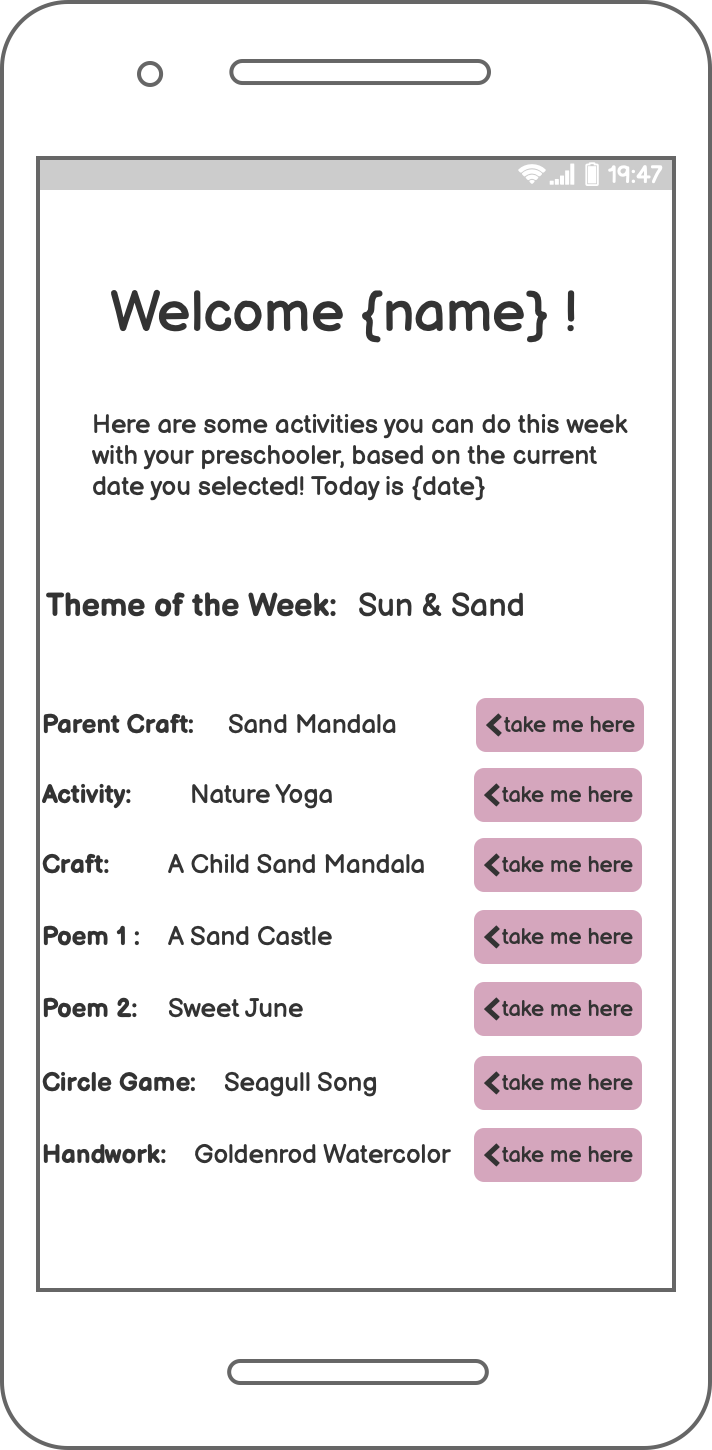 19:47
Welcome {name} !
Here are some activities you can do this week
with your preschooler, based on the current
date you selected! Today is {date}
Theme of the Week: Sun & Sand
Parent Craft: Sand Mandala take me here
Activity: Nature Yoga take me here
Craft: A Child Sand Mandala take me here
Poem 1 : A Sand Castle take me here
Poem 2: Sweet June take me here
Circle Game: Seagull Song take me here
Handwork: Goldenrod Watercolor take me here